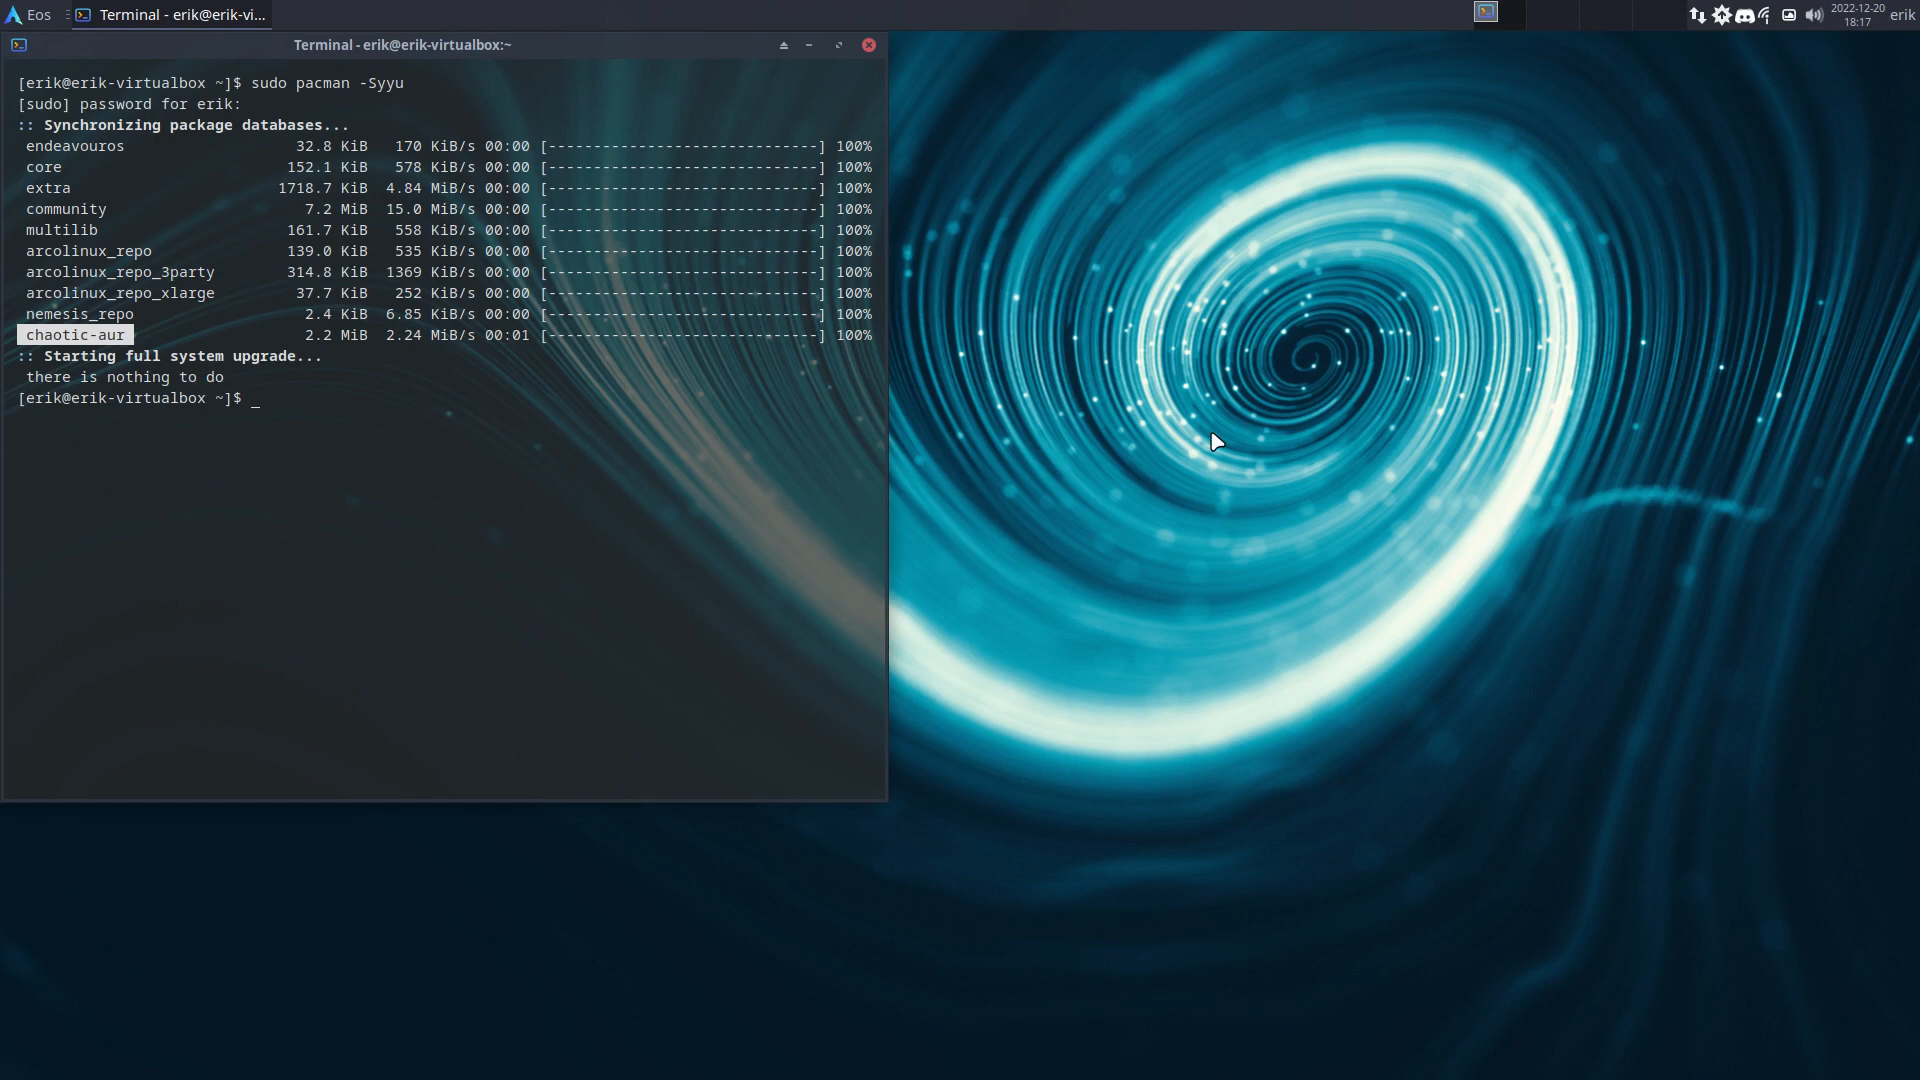 Eos
Terminal - erik@erik-vi...
2022-12-20
18:17
erik
Terminal - erik@erik-virtualbox:~
[erik@erik-virtualbox ~]$ sudo pacman -Syyu
[sudo] password for erik:
:: Synchronizing package databases...
endeavouros 32.8 KiB 170 KiB/s 00:00 [------------------------------] 100%
core 152.1 KiB 578 KiB/s 00:00 [------------------------------] 100%
extra 1718.7 KiB 4.84 MiB/s 00:00 [------------------------------] 100%
community 7.2 MiB 15.0 MiB/s 00:00 [------------------------------] 100%
multilib 161.7 KiB 558 KiB/s 00:00 [------------------------------] 100%
arcolinux_repo 139.0 KiB 535 KiB/s 00:00 [------------------------------] 100%
arcolinux_repo_3party 314.8 KiB 1369 KiB/s 00:00 [------------------------------] 100%
arcolinux_repo_xlarge 37.7 KiB 252 KiB/s 00:00 [------------------------------] 100%
nemesis_repo 2.4 KiB 6.85 KiB/s 00:00 [------------------------------] 100%
chaotic-aur 2.2 MiB 2.24 MiB/s 00:01 [------------------------------] 100%
:: Starting full system upgrade...
there is nothing to do
[erik@erik-virtualbox ~]$ _